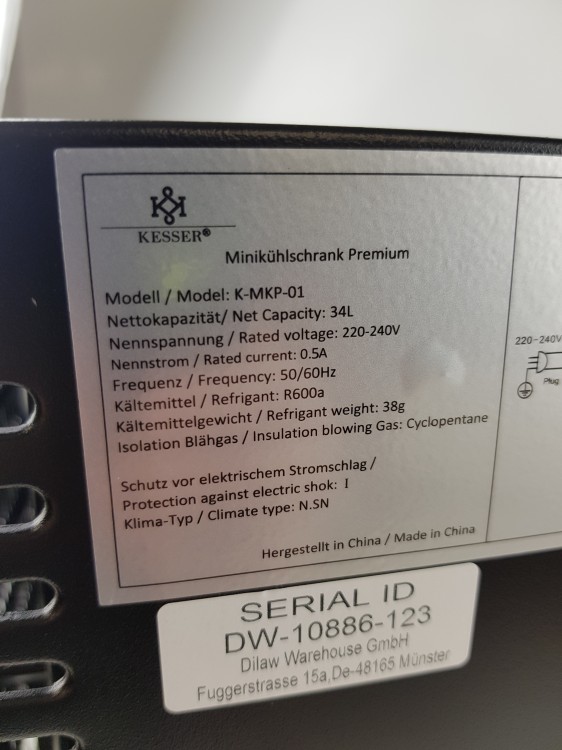 KESSER®
Minikühlschrank Premium
Modell / Model: K-MKP-01
Nettokapazität/ Net Capacity: 34L
Nennspannung / Rated voltage: 220-240V
Nennstrom / Rated current: 0.5A
Frequenz / Frequency: 50/60Hz
Kältemittel / Refrigant: R600a
Kältemittelgewicht / Refrigant weight: 38g
Isolation Blähgas / Insulation blowing Gas: Cyclopentane
Schutz vor elektrischem Stromschlag /
Protection against electric shok: I
Klima-Typ / Climate type: N.SN
Hergestellt in China / Made in China
220-240V
Plug
SERIAL ID
DW-10886-123
Dilaw Warehouse GmbH
Fuggerstrasse 15a,De-48165 Münster